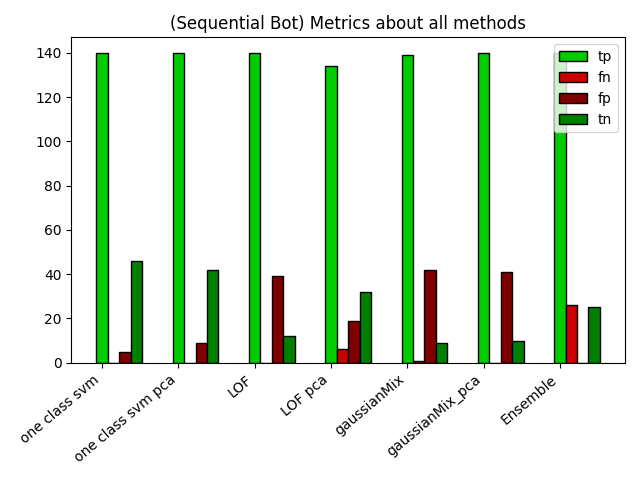 (Sequential Bot) Metrics about all methods
140
120
100
80
60
40
20
0
tp
fn
fp
tn
one class svm
one class svm pca
LOF
LOF pca
gaussianMix
gaussianMix_pca
Ensemble